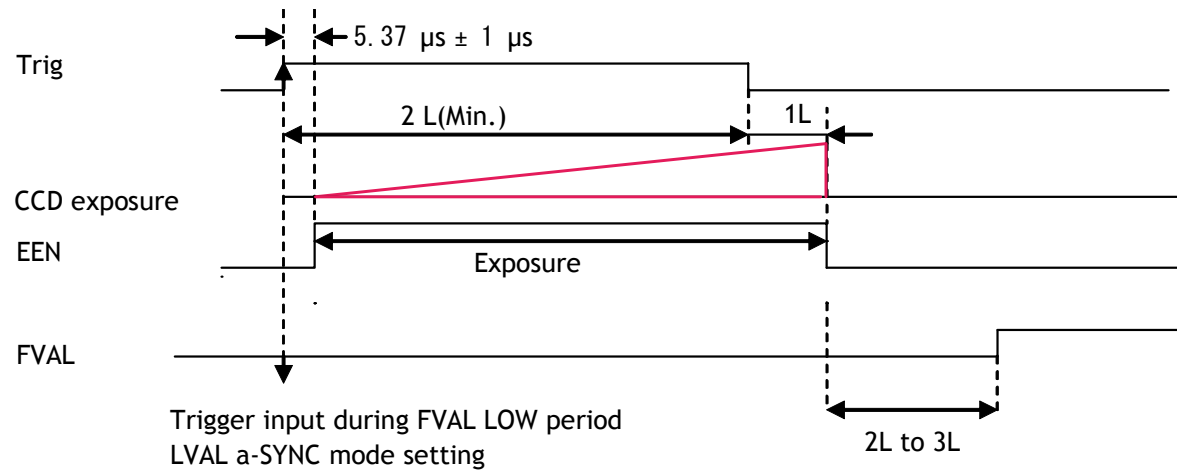 5.37 µs ± 1 µs
Trig
2 L(Min.)
1L
CCD exposure
EEN
Exposure
FVAL
Trigger input during FVAL LOW period
LVAL a-SYNC mode setting
2L to 3L